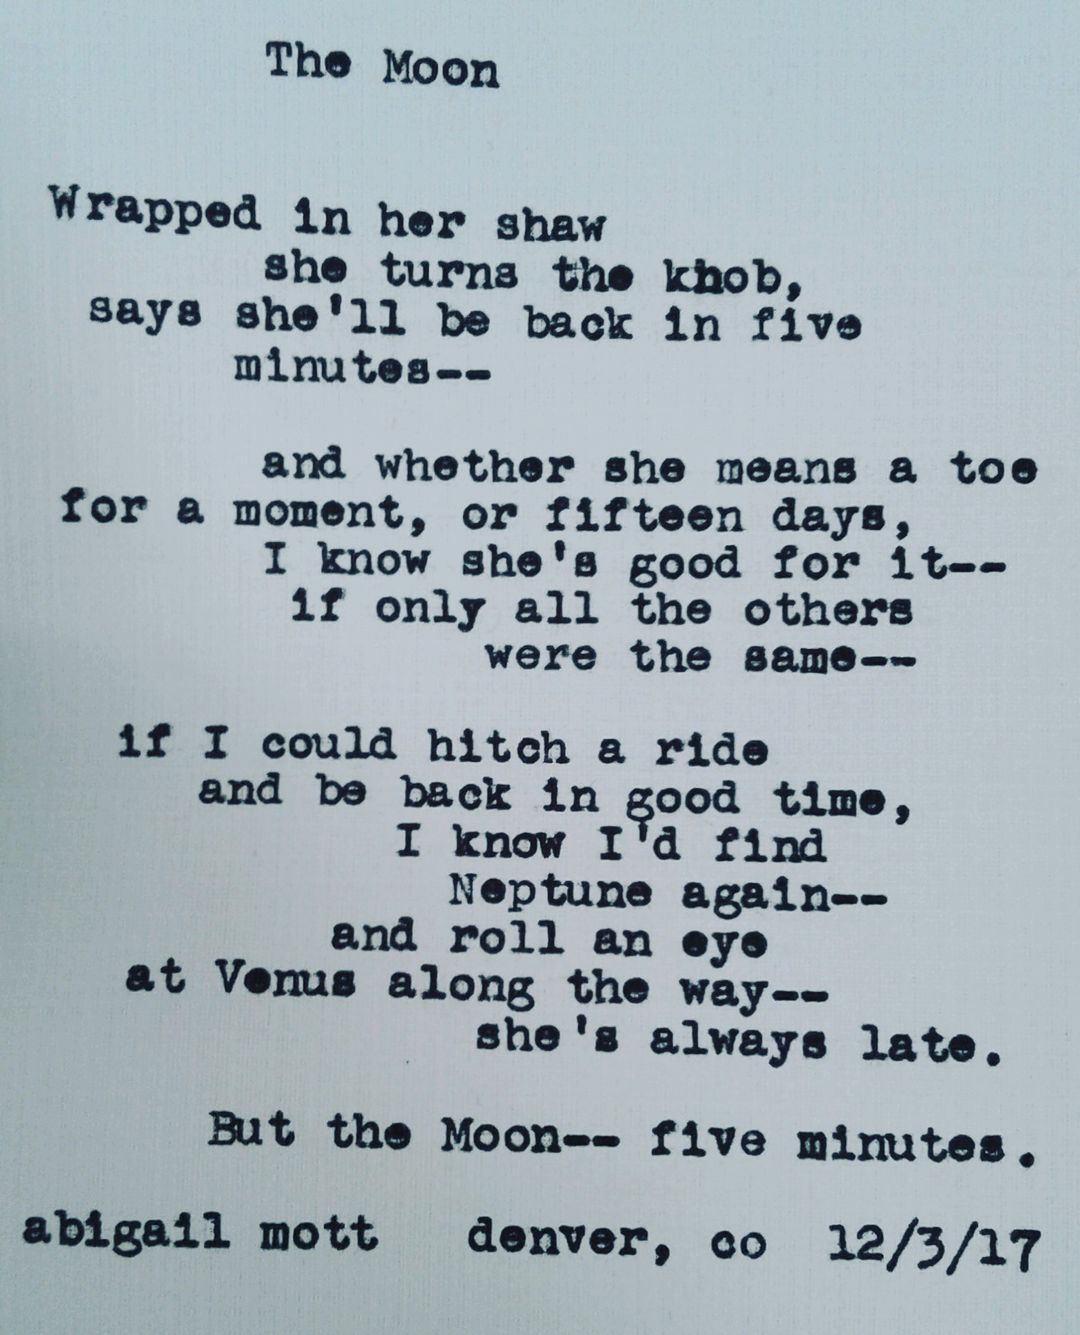 The Moon
Wrapped in her shaw
she turns the khob,
says she'll be back in five
minutes--
and whether she means a toe
for a moment, or fifteen days,
I know she's good for it--
if only all the others
were the same--
if I could hitch a ride
and be back in good time,
I know I'd find
Neptune again--
and roll an eye
at Venus along the way--
she's always late.
But the Moon-- five minutes.
abigail mott denver, co 12/3/17